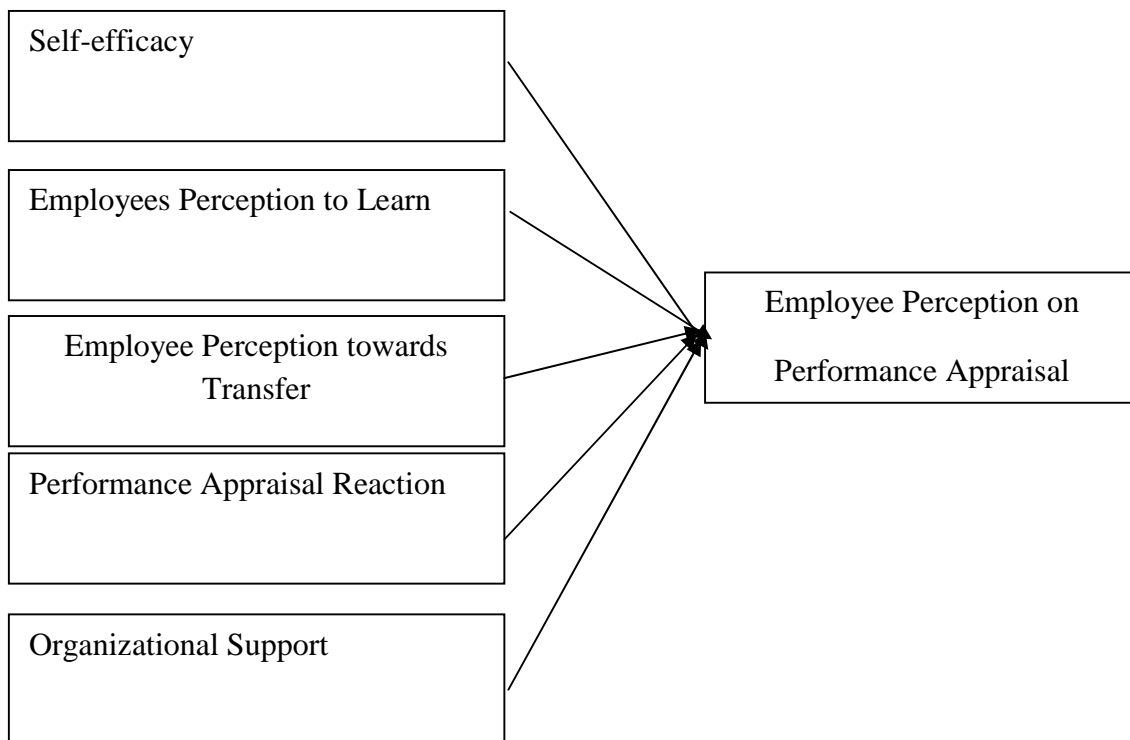 Self-efficacy
Employees Perception to Learn
Employee Perception towards
Transfer
Performance Appraisal Reaction
Organizational Support
Employee Perception on
Performance Appraisal